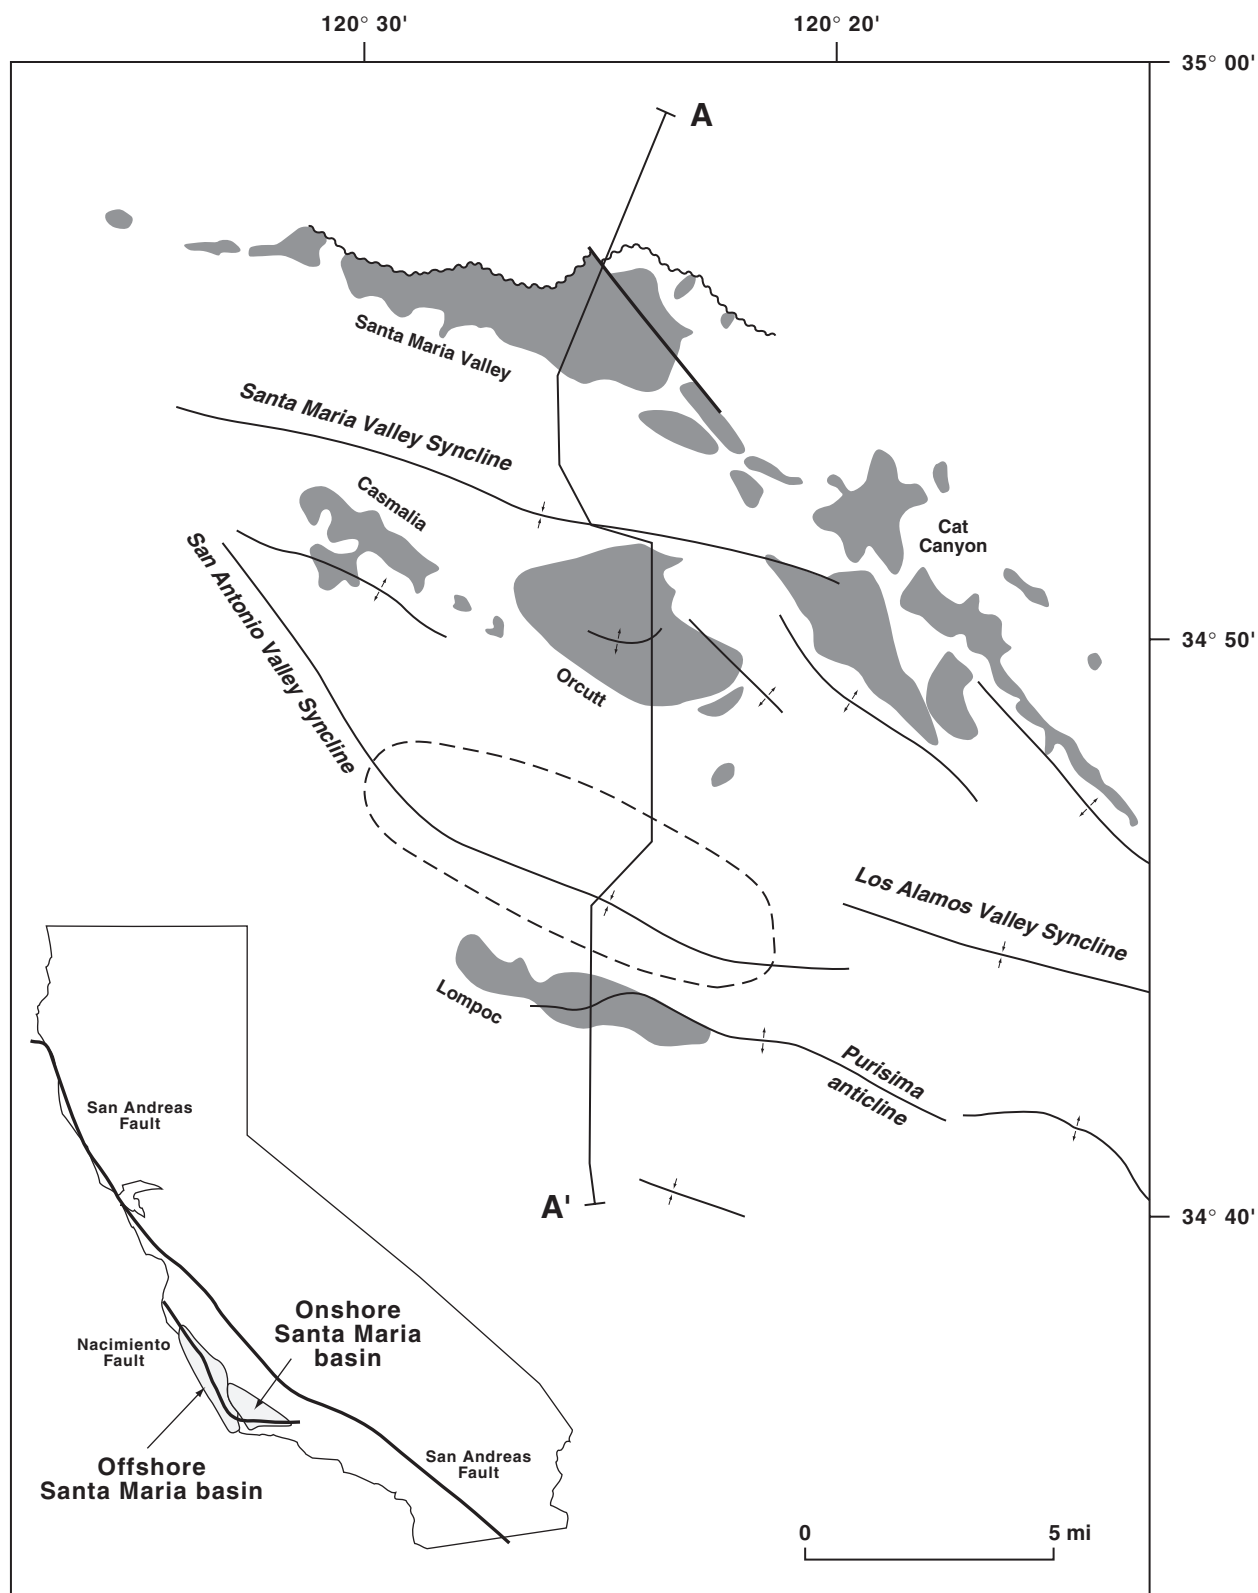 120° 30'
120° 20'
35° 00'
A
Santa Maria Valley
Santa Maria Valley Syncline
Casmalia
Cat
Canyon
San Antonio Valley Syncline
34° 50'
Orcutt
Los Alamos Valley Syncline
Lompoc
Purisima
anticline
San Andreas
Fault
A'
34° 40'
Onshore
Santa Maria
basin
Nacimiento
Fault
San Andreas
Fault
Offshore
Santa Maria basin
0
5 mi